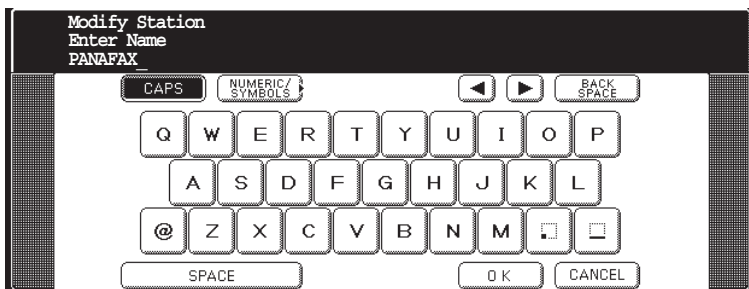 Modify Station
Enter Name
PANAFAX_
CAPS NUMERIC/ SYMBOLS ◀ ▶ BACK SPACE
Q W E R T Y U I O P
A S D F G H J K L
@ Z X C V B N M . _
SPACE OK CANCEL